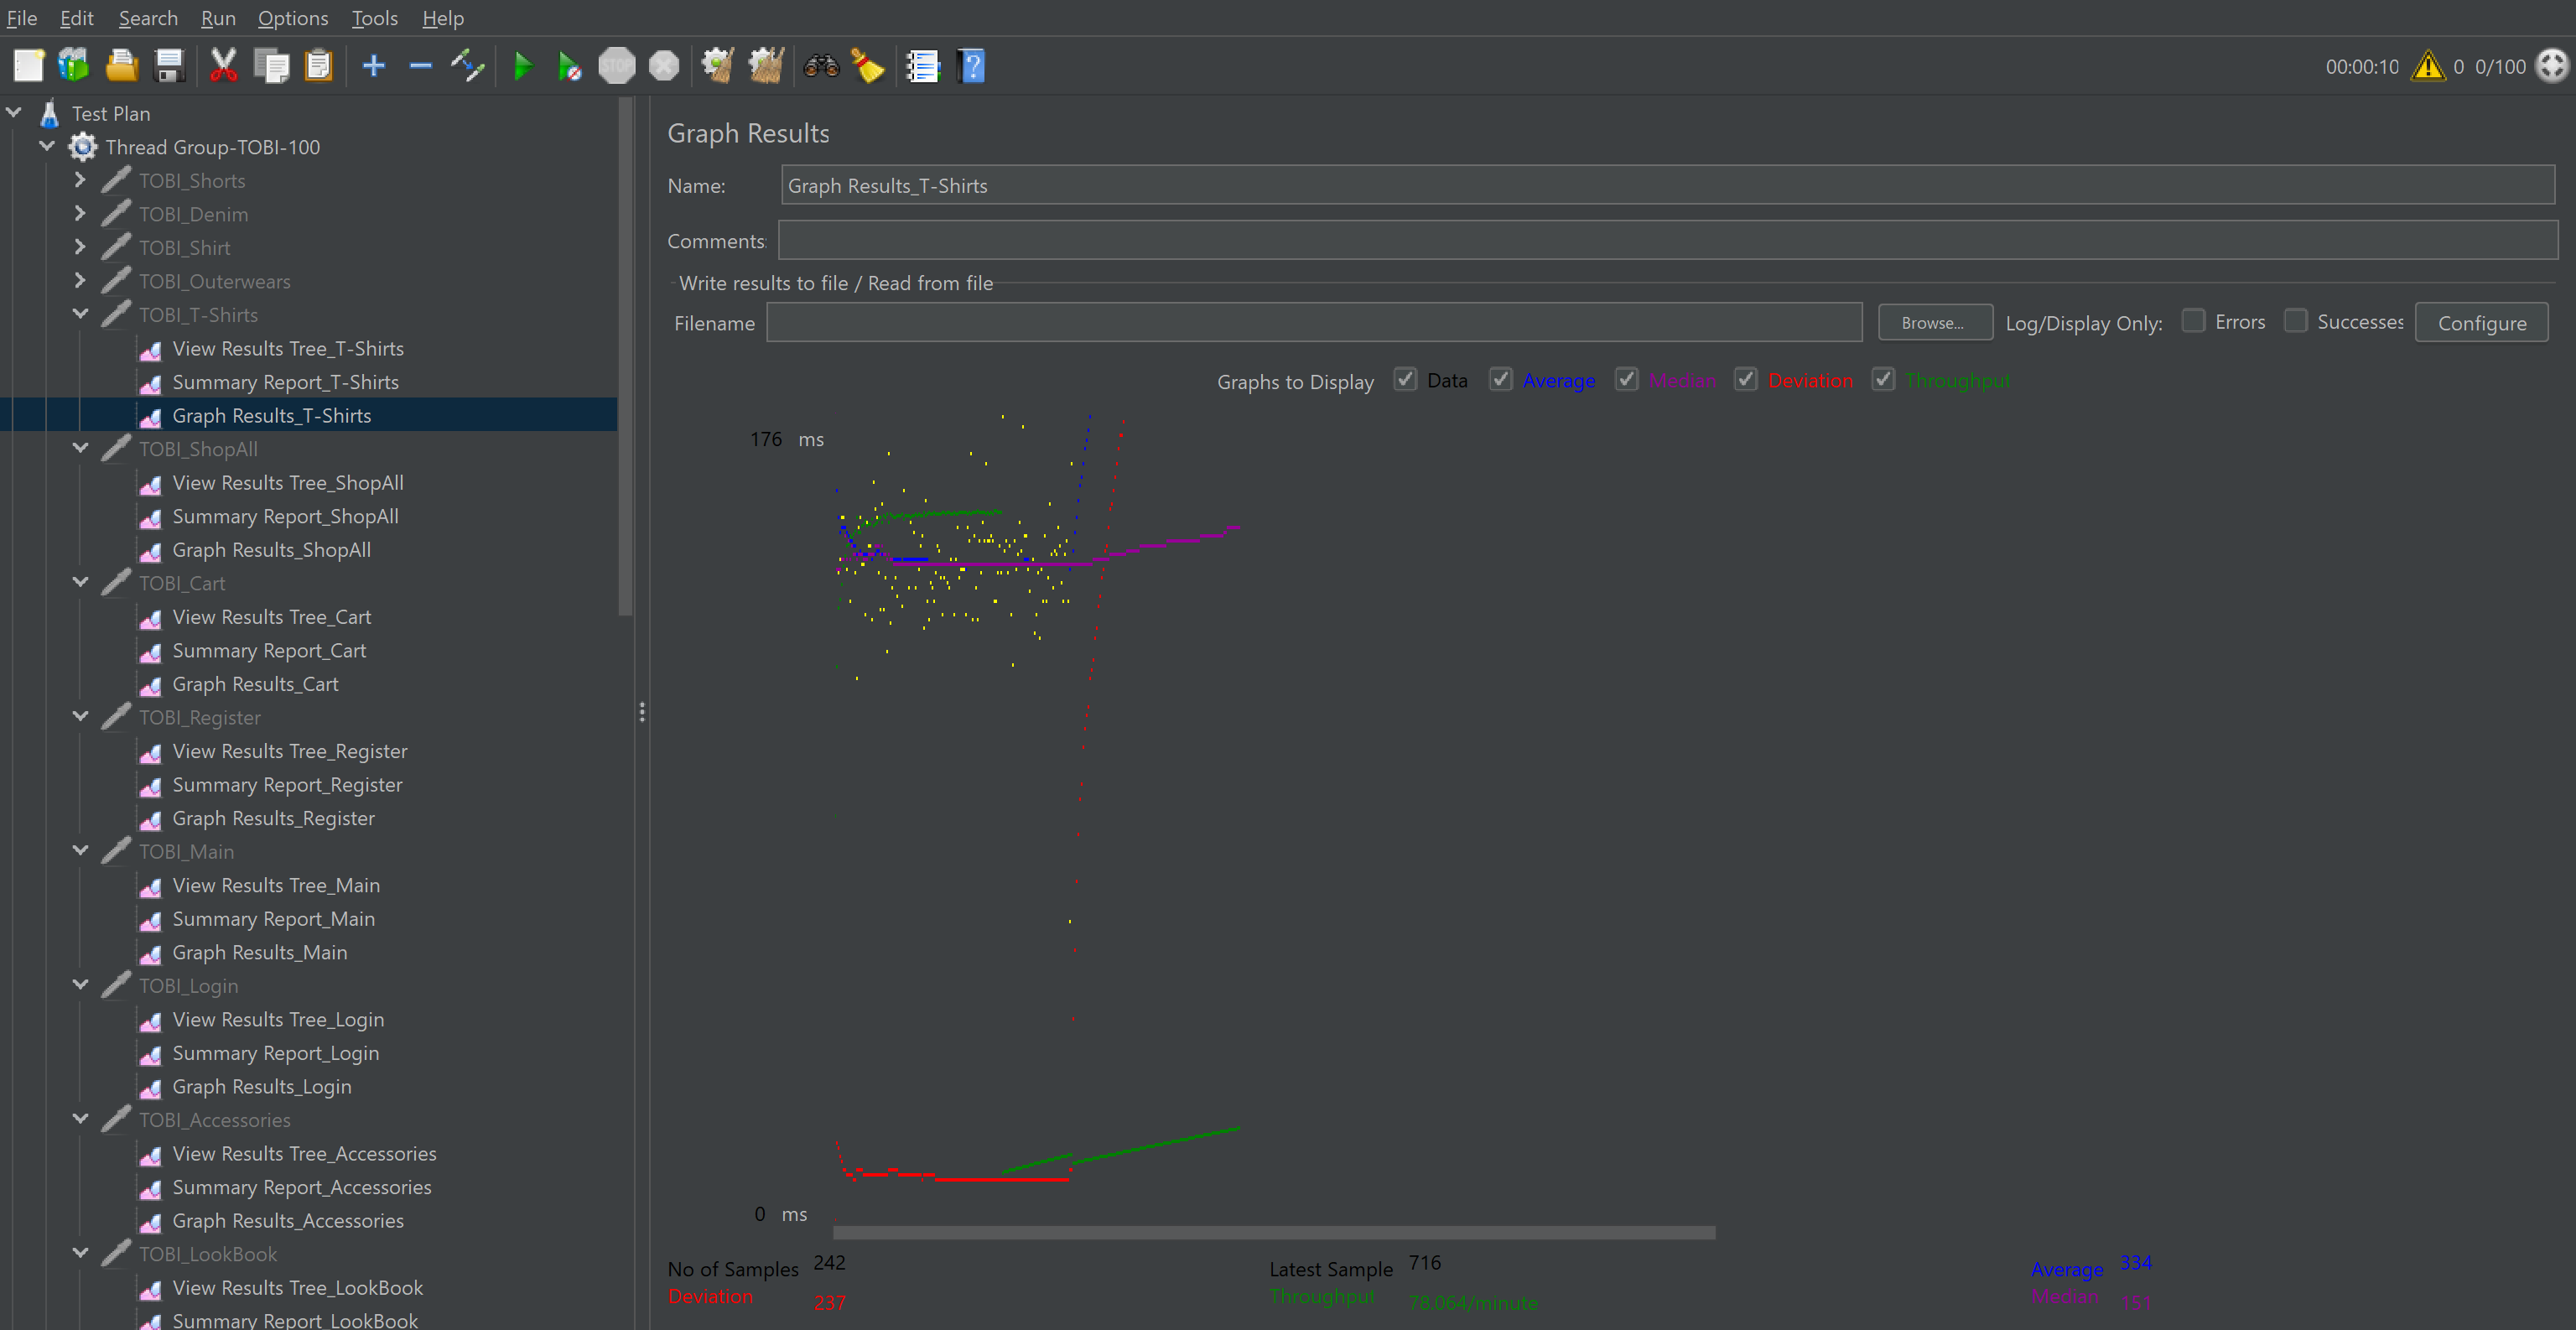 File Edit Search Run Options Tools Help
STOP
00:00:10 0 0/100
Test Plan
Thread Group-TOBI-100
TOBI_Shorts
TOBI_Denim
TOBI_Shirt
TOBI_Outerwears
TOBI_T-Shirts
View Results Tree_T-Shirts
Summary Report_T-Shirts
Graph Results_T-Shirts
TOBI_ShopAll
View Results Tree_ShopAll
Summary Report_ShopAll
Graph Results_ShopAll
TOBI_Cart
View Results Tree_Cart
Summary Report_Cart
Graph Results_Cart
TOBI_Register
View Results Tree_Register
Summary Report_Register
Graph Results_Register
TOBI_Main
View Results Tree_Main
Summary Report_Main
Graph Results_Main
TOBI_Login
View Results Tree_Login
Summary Report_Login
Graph Results_Login
TOBI_Accessories
View Results Tree_Accessories
Summary Report_Accessories
Graph Results_Accessories
TOBI_LookBook
View Results Tree_LookBook
Summary Report_LookBook
Graph Results
Name: Graph Results_T-Shirts
Comments:
Write results to file / Read from file
Filename Browse... Log/Display Only: Errors Successes Configure
Graphs to Display Data Average Median Deviation Throughput
176 ms
0 ms
No of Samples 242 Latest Sample 716 Average 334
Deviation 237 Throughput 78.064/minute Median 151